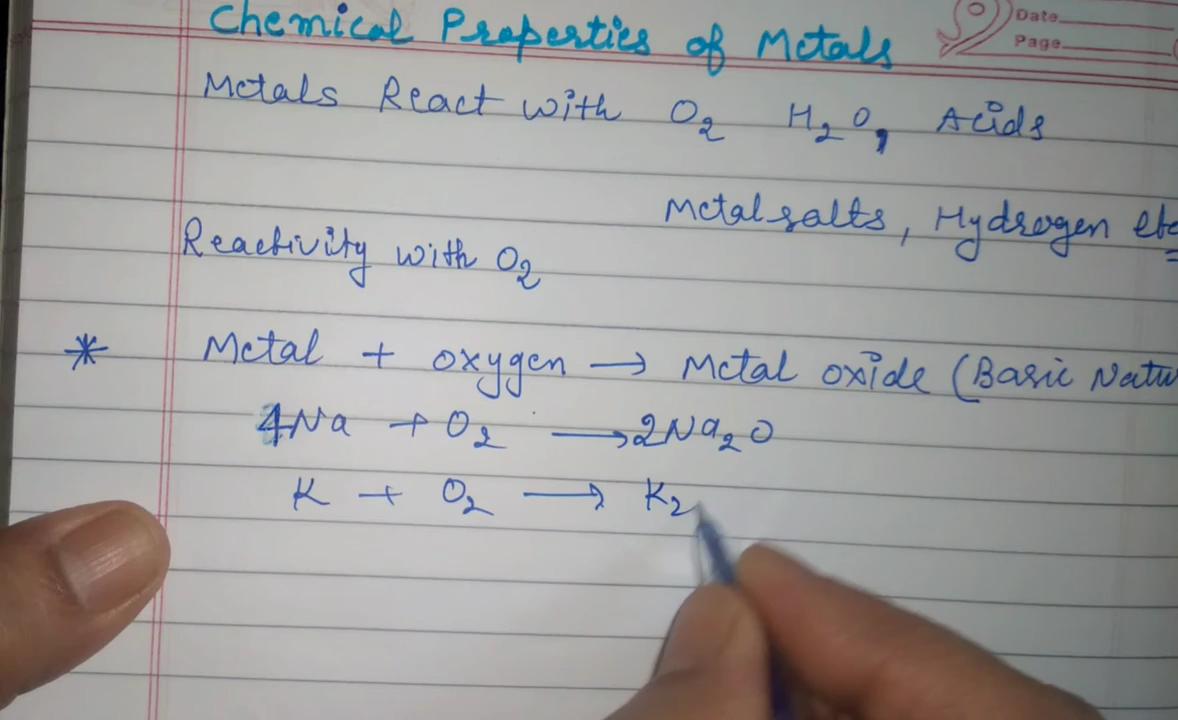 Date
Page
Chemical Properties of Metals
Metals React with O2 H2O, Acids
Metal salts, Hydrogen etc
Reactivity with O2
* Metal + oxygen → Metal oxide (Basic Natu
4Na + O2 → 2Na2O
K + O2 → K2